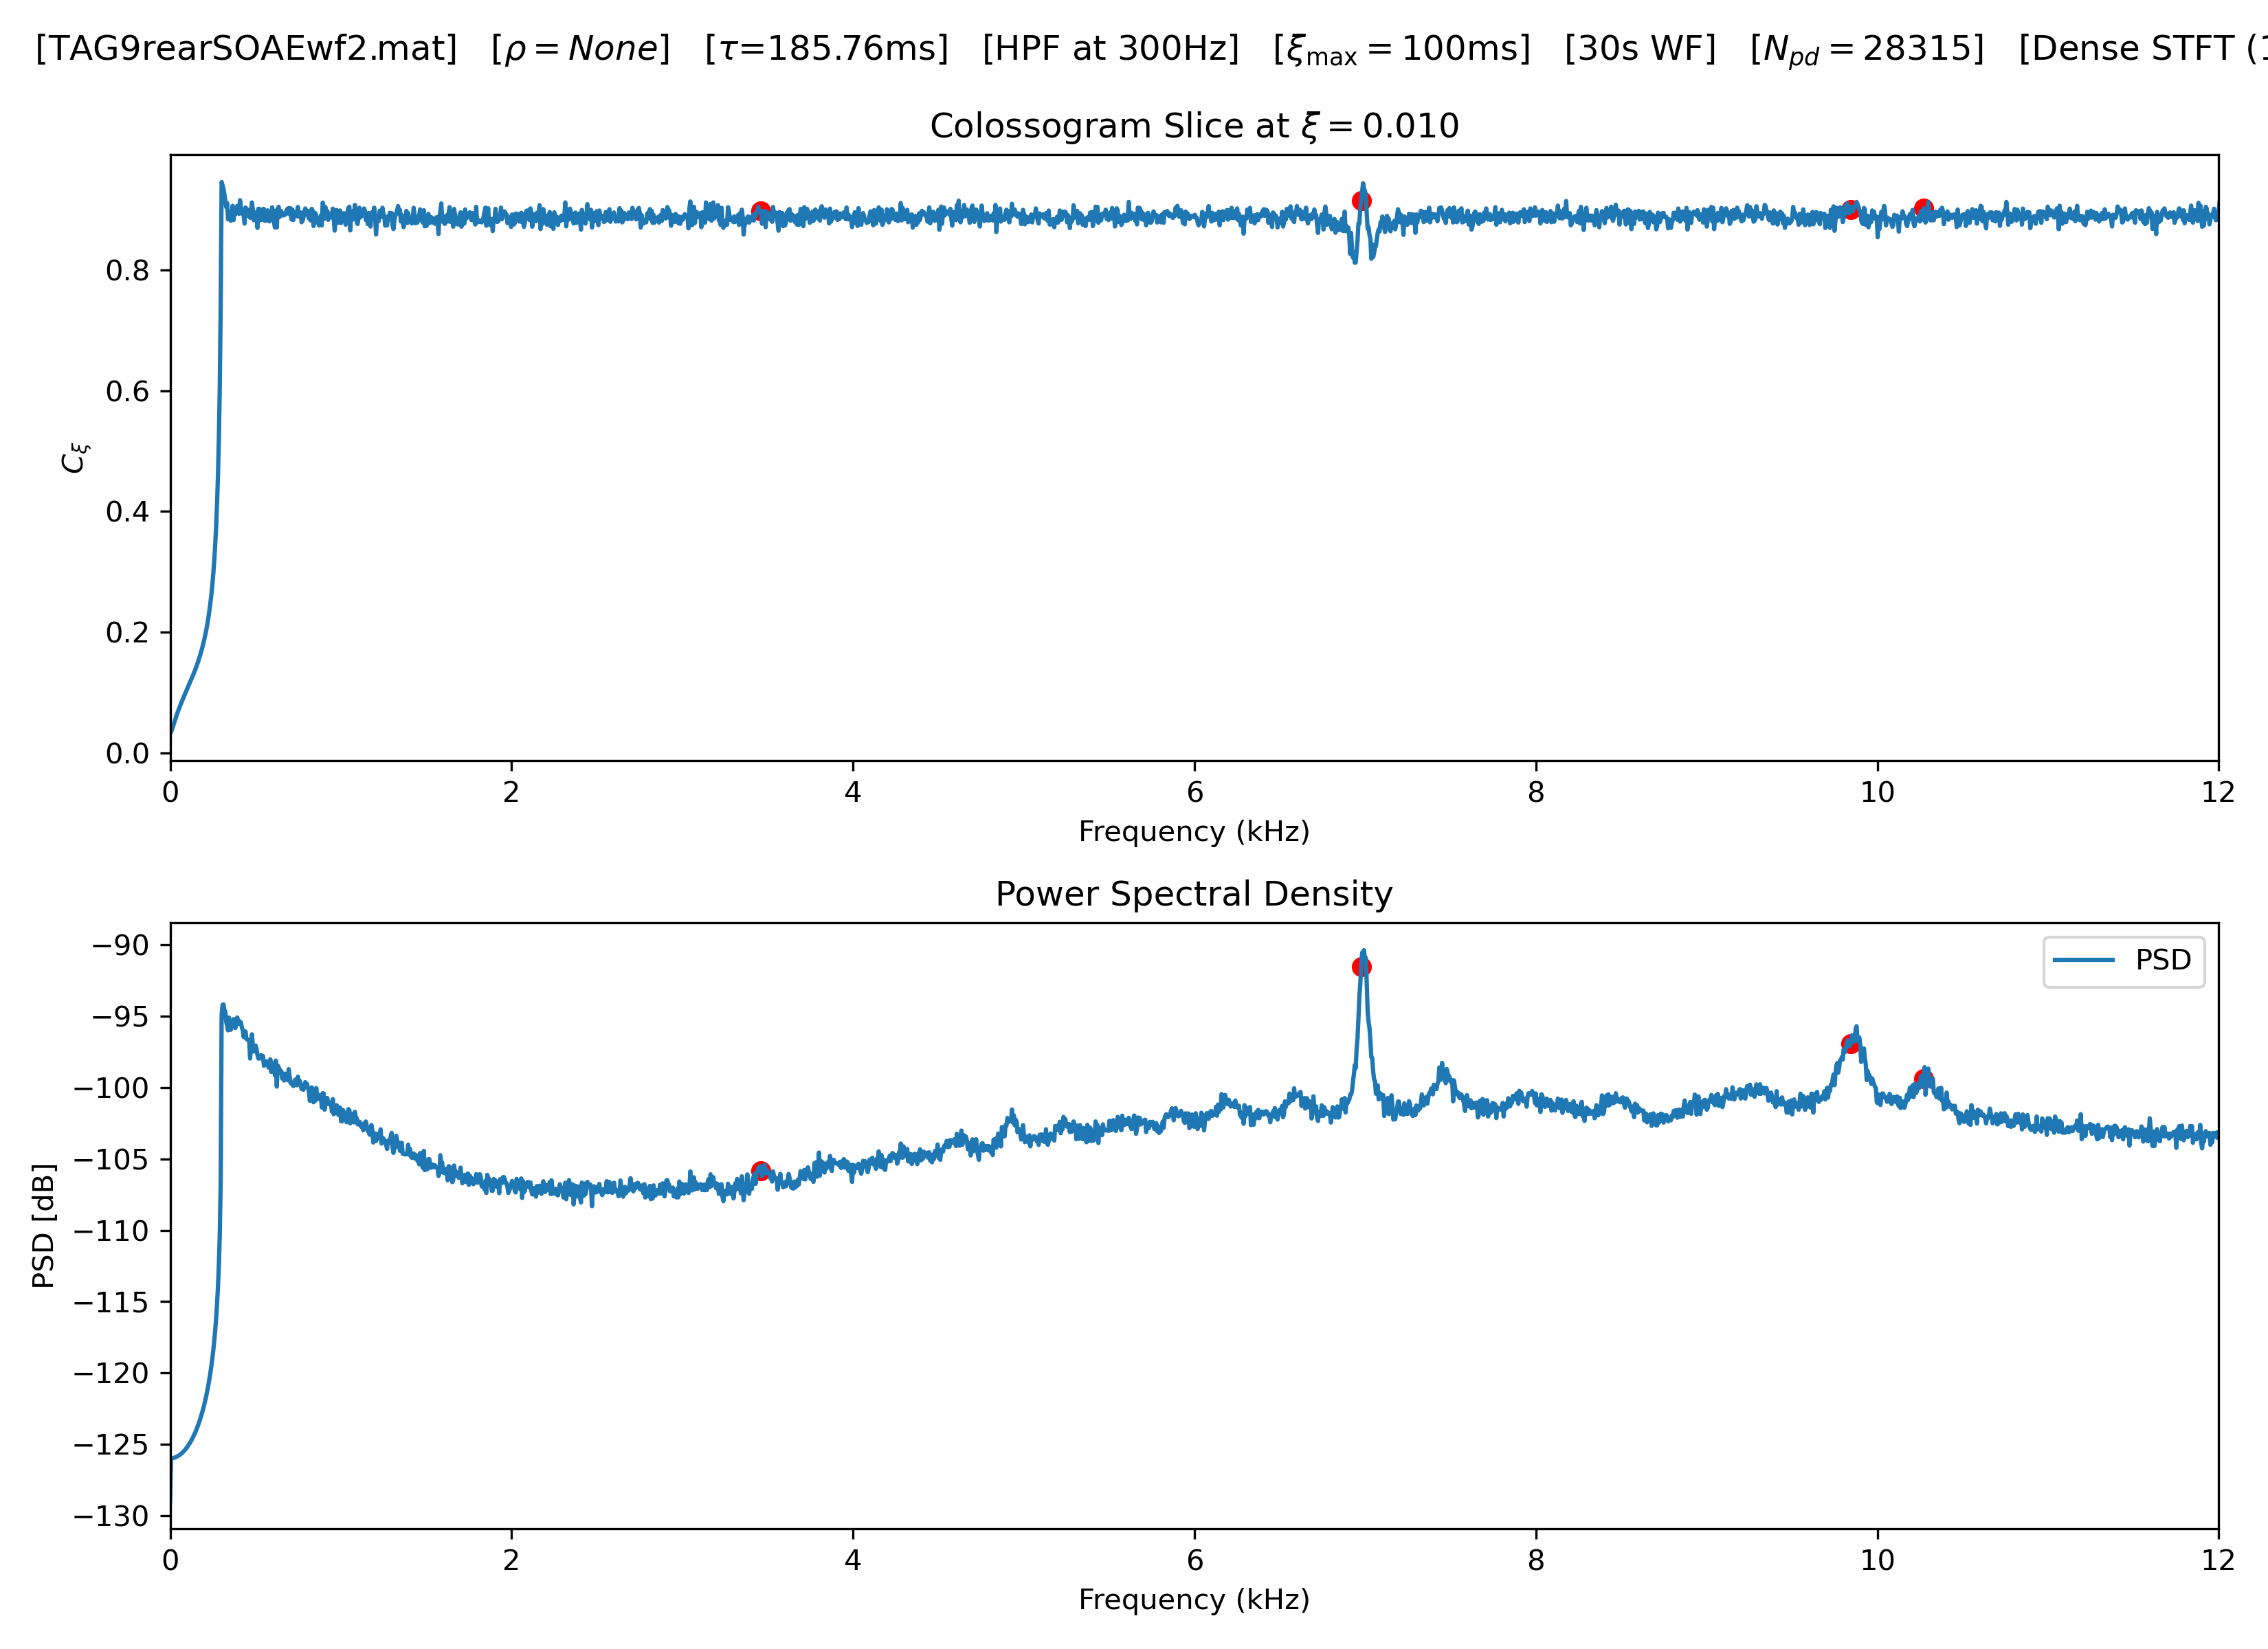 [TAG9rearSOAEwf2.mat] [ρ = None] [τ=185.76ms] [HPF at 300Hz] [ξmax = 100ms] [30s WF] [Npd = 28315] [Dense STFT (1
Colossogram Slice at ξ = 0.010
Cξ
0.8
0.6
0.4
0.2
0.0
0 2 4 6 8 10 12
Frequency (kHz)
Power Spectral Density
PSD
PSD [dB]
−90
−95
−100
−105
−110
−115
−120
−125
−130
0 2 4 6 8 10 12
Frequency (kHz)